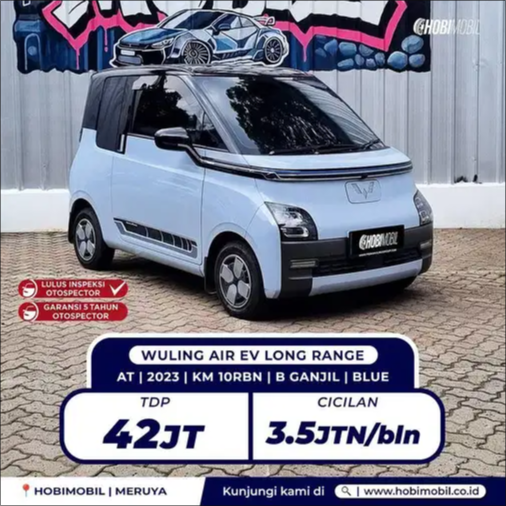 HOBIMOBIL
HOBIMOBIL
LULUS INSPEKSI
OTOSPECTOR
GARANSI 5 TAHUN
OTOSPECTOR
WULING AIR EV LONG RANGE
AT | 2023 | KM 10RBN | B GANJIL | BLUE
TDP
42JT
CICILAN
3.5JTN/bln
HOBIMOBIL | MERUYA
Kunjungi kami di
| www.hobimobil.co.id